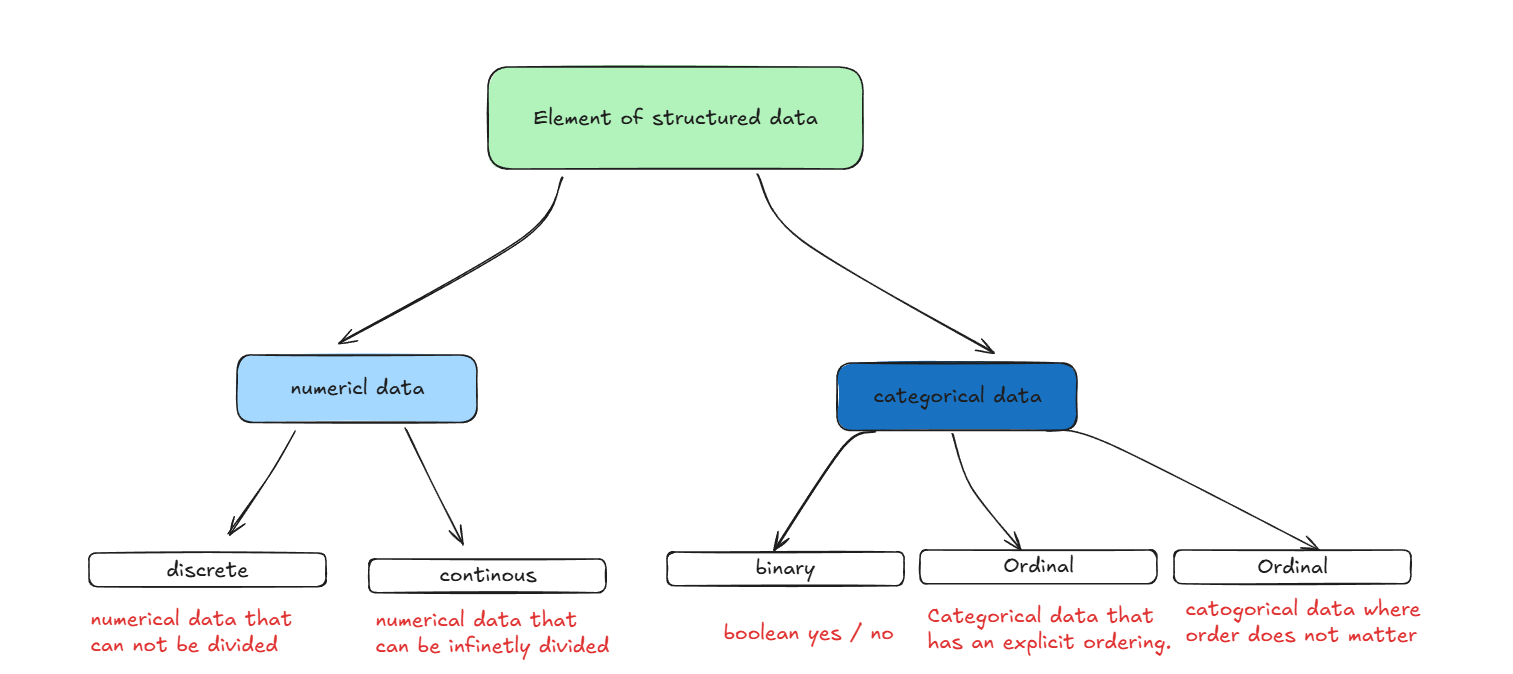 Element of structured data
numericl data
categorical data
discrete
continous
binary
Ordinal
Ordinal
numerical data that
can not be divided
numerical data that
can be infinetly divided
boolean yes / no
Categorical data that
has an explicit ordering.
catogorical data where
order does not matter